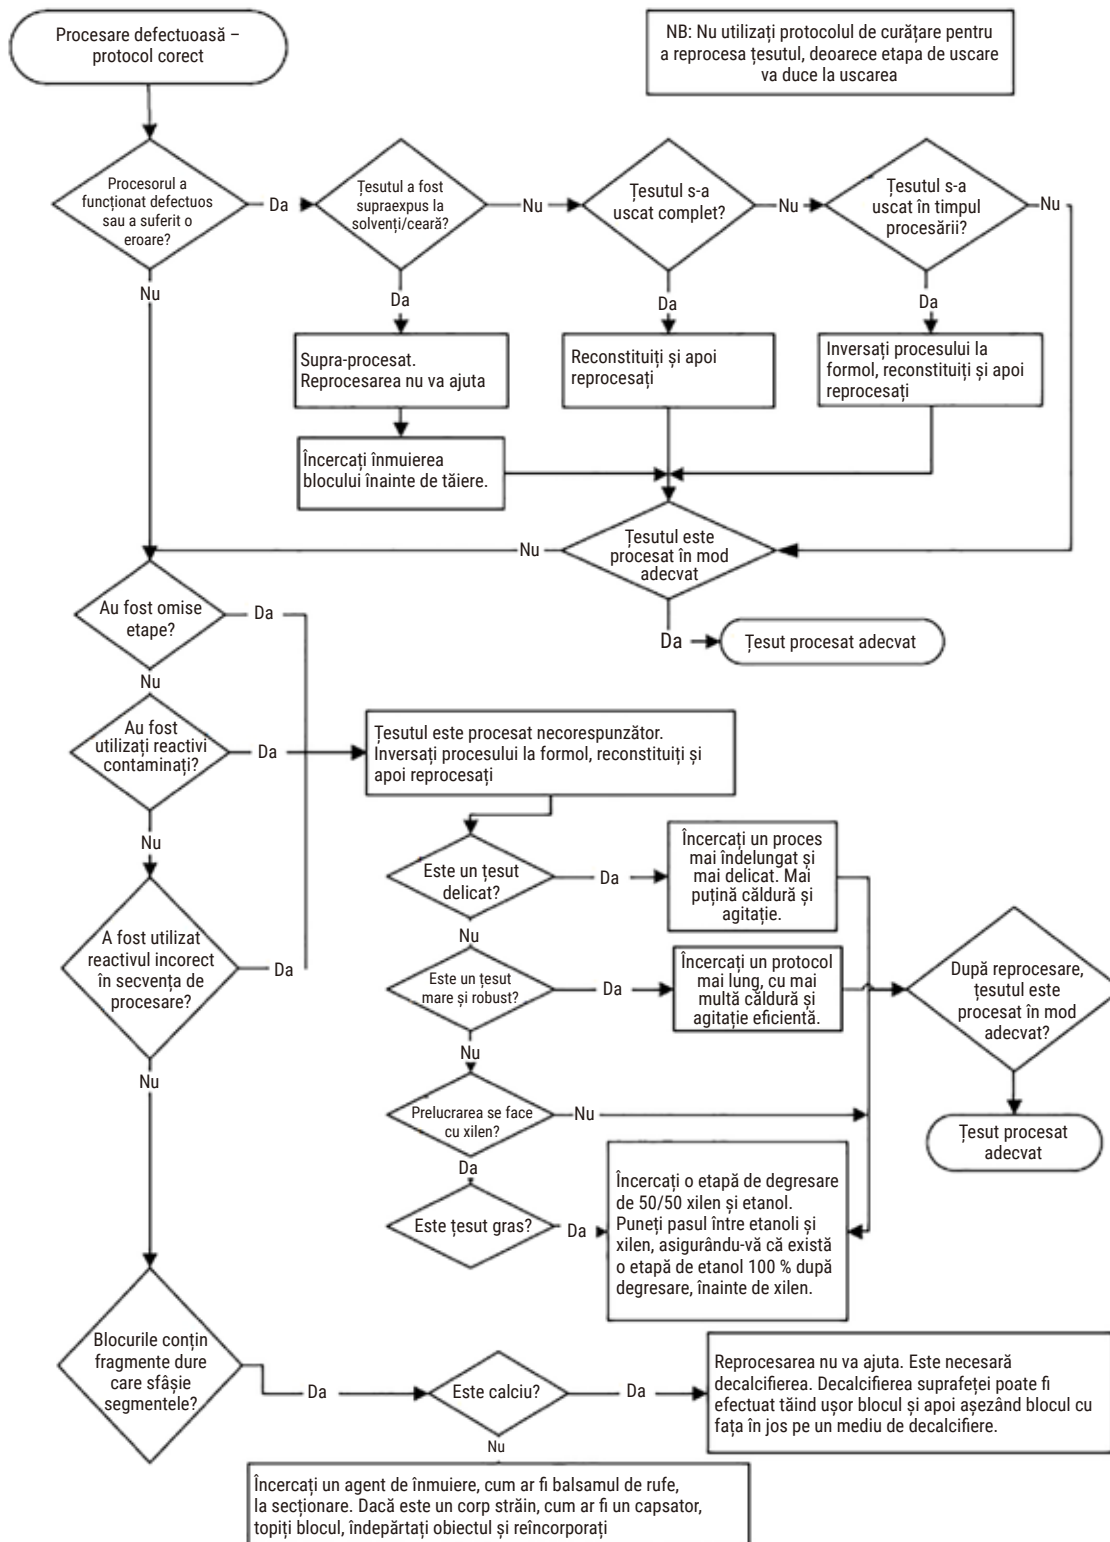 Procesare defectuoasă –
protocol corect
NB: Nu utilizați protocolul de curățare pentru
a reprocesa țesutul, deoarece etapa de uscare
va duce la uscarea
Procesorul a
funcționat defectuos
sau a suferit o
eroare?
Da
Țesutul a fost
supraexpus la
solvenți/ceară?
Nu
Țesutul s-a
uscat complet?
Nu
Țesutul s-a
uscat în timpul
procesării?
Nu
Nu
Da
Da
Da
Supra-procesat.
Reprocesarea nu va ajuta
Reconstituiți și apoi
reprocesați
Inversați procesului la
formol, reconstituiți și apoi
reprocesați
Încercați înmuierea
blocului înainte de tăiere.
Țesutul este
procesat în mod
adecvat
Nu
Da
Țesut procesat adecvat
Au fost omise
etape?
Da
Nu
Au fost
utilizați reactivi
contaminați?
Da
Țesutul este procesat necorespunzător.
Inversați procesului la formol, reconstituiți și
apoi reprocesați
Nu
A fost utilizat
reactivul incorect
în secvența de
procesare?
Da
Nu
Este un țesut
delicat?
Da
Încercați un proces
mai îndelungat și
mai delicat. Mai
puțină căldură și
agitație.
Nu
Este un țesut
mare și robust?
Da
Încercați un protocol
mai lung, cu mai
multă căldură și
agitație eficientă.
După reprocesare,
țesutul este
procesat în mod
adecvat?
Nu
Prelucrarea se face
cu xilen?
Nu
Țesut procesat
adecvat
Da
Este țesut gras?
Da
Încercați o etapă de degresare
de 50/50 xilen și etanol.
Puneți pasul între etanoli și
xilen, asigurându-vă că există
o etapă de etanol 100 % după
degresare, înainte de xilen.
Blocurile conțin
fragmente dure
care sfâșie
segmentele?
Da
Este calciu?
Da
Reprocesarea nu va ajuta. Este necesară
decalcifierea. Decalcifierea suprafeței poate fi
efectuat tăind ușor blocul și apoi așezând blocul cu
fața în jos pe un mediu de decalcifiere.
Nu
Încercați un agent de înmuiere, cum ar fi balsamul de rufe,
la secționare. Dacă este un corp străin, cum ar fi un capsator,
topiți blocul, îndepărtați obiectul și reîncorporați